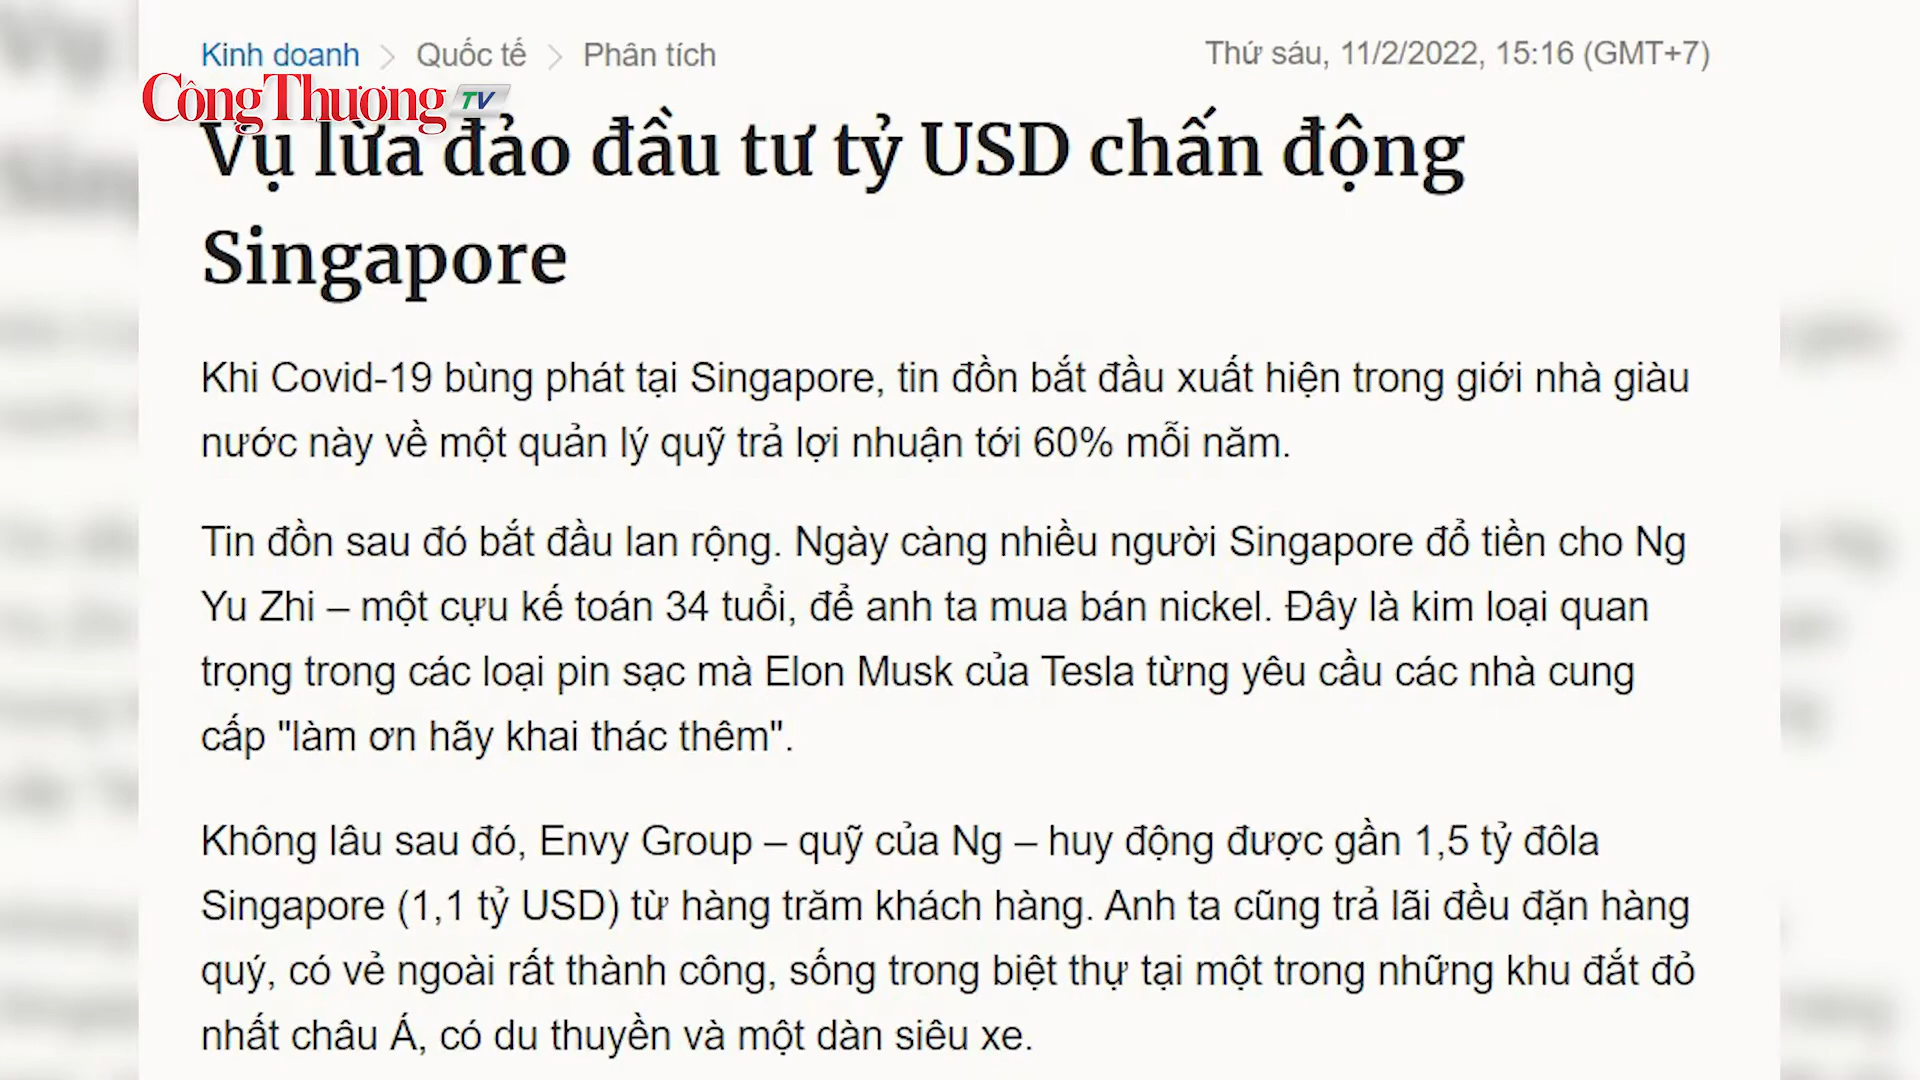 Kinh doanh > Quốc tế > Phân tích
Thứ sáu, 11/2/2022, 15:16 (GMT+7)
Công Thương TV
Vụ lừa đảo đầu tư tỷ USD chấn động
Singapore
Khi Covid-19 bùng phát tại Singapore, tin đồn bắt đầu xuất hiện trong giới nhà giàu
nước này về một quản lý quỹ trả lợi nhuận tới 60% mỗi năm.
Tin đồn sau đó bắt đầu lan rộng. Ngày càng nhiều người Singapore đổ tiền cho Ng
Yu Zhi – một cựu kế toán 34 tuổi, để anh ta mua bán nickel. Đây là kim loại quan
trọng trong các loại pin sạc mà Elon Musk của Tesla từng yêu cầu các nhà cung
cấp "làm ơn hãy khai thác thêm".
Không lâu sau đó, Envy Group – quỹ của Ng – huy động được gần 1,5 tỷ đôla
Singapore (1,1 tỷ USD) từ hàng trăm khách hàng. Anh ta cũng trả lãi đều đặn hàng
quý, có vẻ ngoài rất thành công, sống trong biệt thự tại một trong những khu đắt đỏ
nhất châu Á, có du thuyền và một dàn siêu xe.